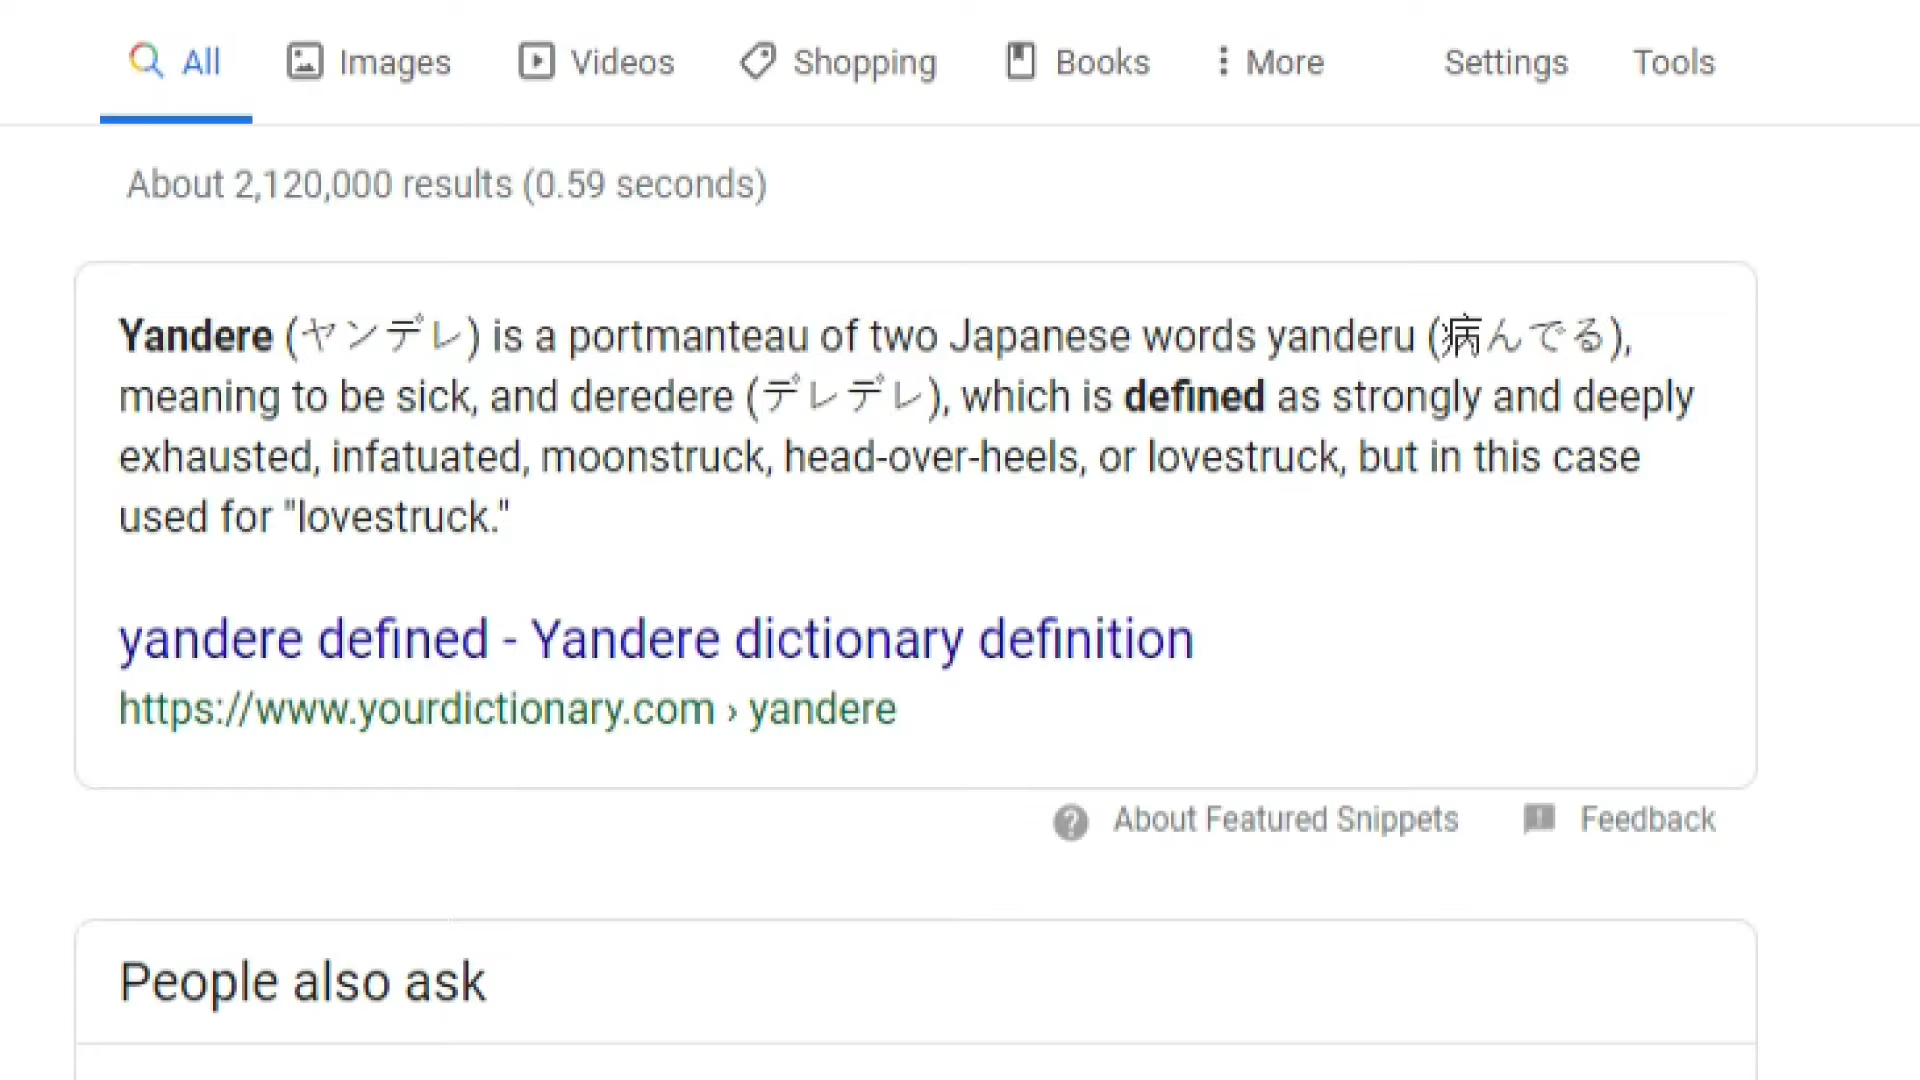 All Images Videos Shopping Books More Settings Tools
About 2,120,000 results (0.59 seconds)
Yandere (ヤンデレ) is a portmanteau of two Japanese words yanderu (病んでる),
meaning to be sick, and deredere (デレデレ), which is defined as strongly and deeply
exhausted, infatuated, moonstruck, head-over-heels, or lovestruck, but in this case
used for "lovestruck."
yandere defined - Yandere dictionary definition
https://www.yourdictionary.com › yandere
About Featured Snippets Feedback
People also ask